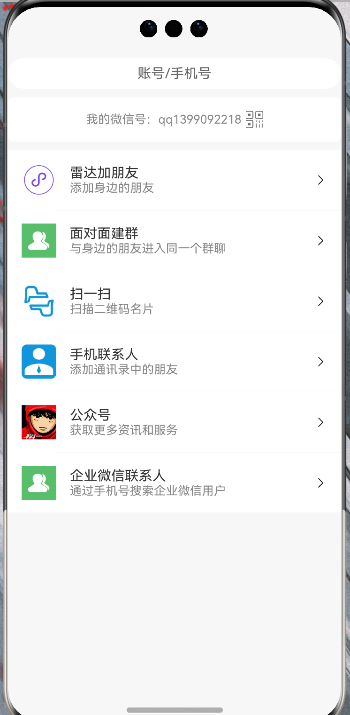 账号/手机号
我的微信号：qq1399092218
雷达加朋友
添加身边的朋友
面对面建群
与身边的朋友进入同一个群聊
扫一扫
扫描二维码名片
手机联系人
添加通讯录中的朋友
公众号
获取更多资讯和服务
企业微信联系人
通过手机号搜索企业微信用户